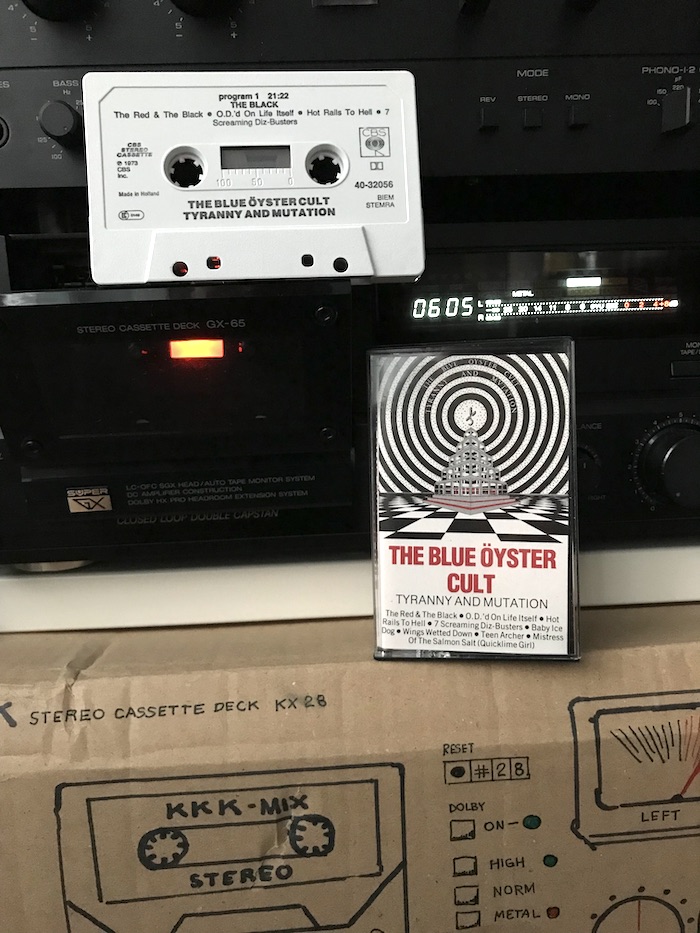 MODE
PHONO-1·2
BASS
Hz
REV STEREO MONO
program 1 21:22
THE BLACK
The Red & The Black ● O.D.'d On Life Itself ● Hot Rails To Hell ● 7
Screaming Diz-Busters
CBS
STEREO
CASSETTE
℗ 1973
CBS
Inc.
Made in Holland
CBS
100 50 0
40-32056
BIEM
STEMRA
THE BLUE ÖYSTER CULT
TYRANNY AND MUTATION
0605
METAL
STEREO CASSETTE DECK GX-65
SUPER
GX
LC-OFC SGX HEAD/AUTO TAPE MONITOR SYSTEM
DC AMPLIFIER CONSTRUCTION
DOLBY HX PRO HEADROOM EXTENSION SYSTEM
CLOSED LOOP DOUBLE CAPSTAN
THE BLUE ÖYSTER CULT
TYRANNY AND MUTATION
THE BLUE ÖYSTER
CULT
TYRANNY AND MUTATION
The Red & The Black ● O.D.'d On Life Itself ● Hot
Rails To Hell ● 7 Screaming Diz-Busters ● Baby Ice
Dog ● Wings Wetted Down ● Teen Archer ● Mistress
Of The Salmon Salt (Quicklime Girl)
STEREO CASSETTE DECK KX28
KKK-MIX
STEREO
RESET
#28
DOLBY
ON-
HIGH
NORM
METAL
LEFT